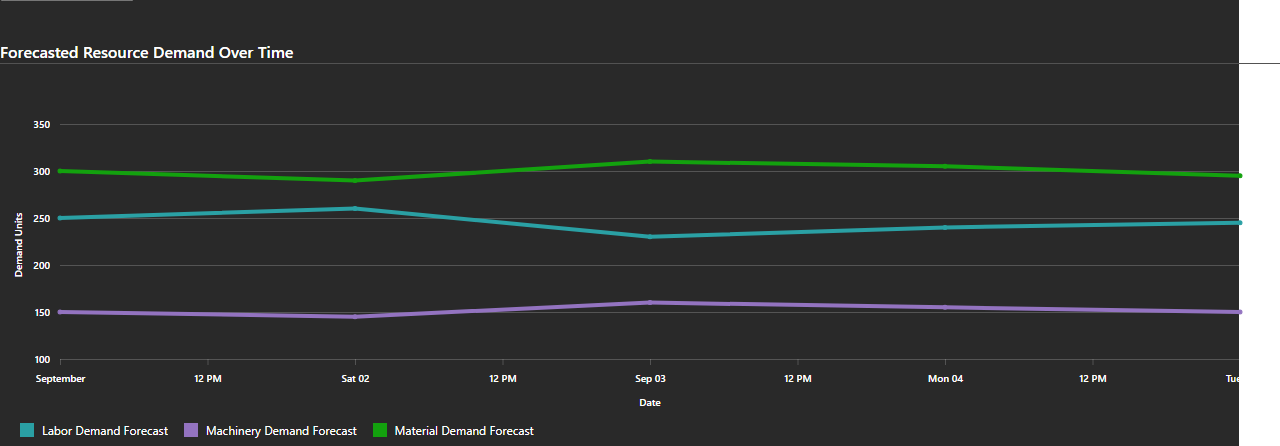 Forecasted Resource Demand Over Time
350
300
250
200
150
100
Demand Units
September 12 PM Sat 02 12 PM Sep 03 12 PM Mon 04 12 PM Tue
Date
Labor Demand Forecast Machinery Demand Forecast Material Demand Forecast